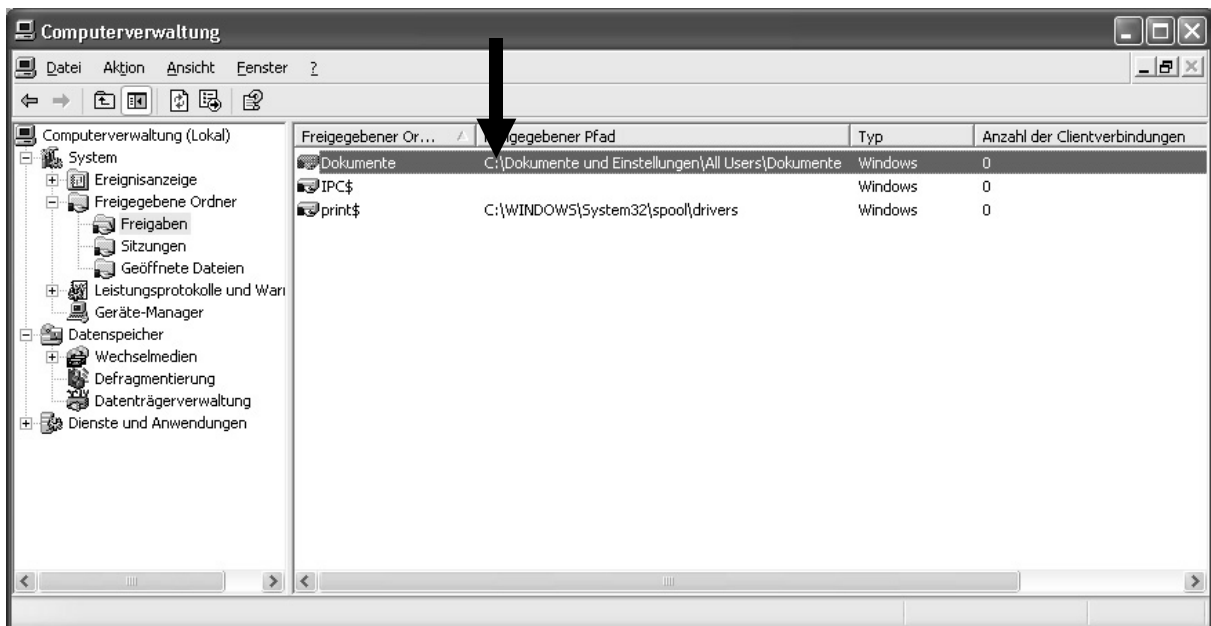 Computerverwaltung
Datei Aktion Ansicht Fenster ?
Computerverwaltung (Lokal)
System
Ereignisanzeige
Freigegebene Ordner
Freigaben
Sitzungen
Geöffnete Dateien
Leistungsprotokolle und Warn
Geräte-Manager
Datenspeicher
Wechselmedien
Defragmentierung
Datenträgerverwaltung
Dienste und Anwendungen
Freigegebener Or... Freigegebener Pfad Typ Anzahl der Clientverbindungen
Dokumente C:\Dokumente und Einstellungen\All Users\Dokumente Windows 0
IPC$ Windows 0
print$ C:\WINDOWS\System32\spool\drivers Windows 0